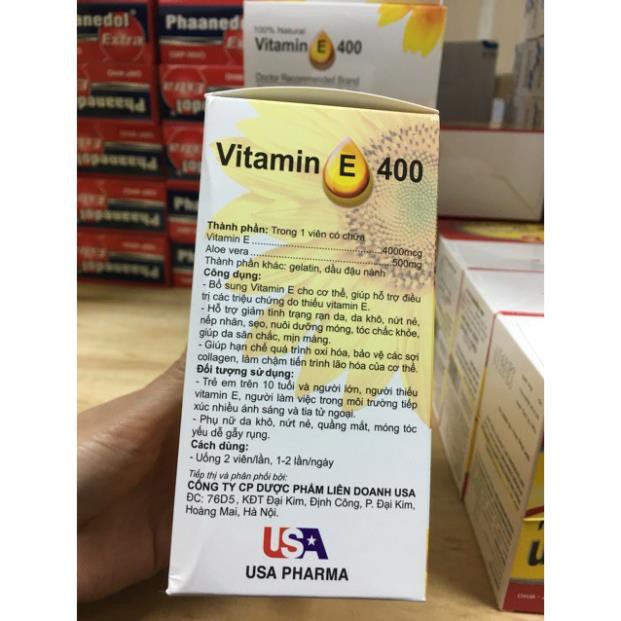 Phaanedol
Extra
Phaanedol
Extra
100% Natural
Vitamin E 400
Doctor Recommended Brand
Vitamin E 400
Thành phần: Trong 1 viên có chứa
Vitamin E ........................4000mcg
Aloe vera ........................500mg
Thành phần khác: gelatin, dầu đậu nành
Công dụng:
- Bổ sung Vitamin E cho cơ thể, giúp hỗ trợ điều
trị các triệu chứng do thiếu vitamin E.
- Hỗ trợ giảm tình trạng rạn da, da khô, nứt nẻ,
nếp nhăn, sẹo, nuôi dưỡng móng, tóc chắc khỏe,
giúp da săn chắc, mịn màng.
- Giúp hạn chế quá trình oxi hóa, bảo vệ các sợi
collagen, làm chậm tiến trình lão hóa của cơ thể.
Đối tượng sử dụng:
- Trẻ em trên 10 tuổi và người lớn, người thiếu
vitamin E, người làm việc trong môi trường tiếp
xúc nhiều ánh sáng và tia tử ngoại.
- Phụ nữ da khô, nứt nẻ, quầng mắt, móng tóc
yếu dễ gẫy rụng.
Cách dùng:
- Uống 2 viên/lần, 1-2 lần/ngày
Tiếp thị và phân phối bởi:
CÔNG TY CP DƯỢC PHẨM LIÊN DOANH USA
ĐC: 76D5, KĐT Đại Kim, Định Công, P. Đại Kim,
Hoàng Mai, Hà Nội.
USA
USA PHARMA